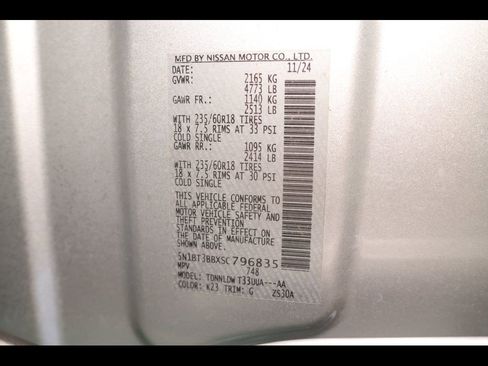 MFD BY NISSAN MOTOR CO., LTD.
DATE: 11/24
GVWR: 2165 KG
4773 LB
GAWR FR.: 1140 KG
2513 LB
WITH 235/60R18 TIRES
18 x 7.5 RIMS AT 33 PSI
COLD SINGLE
GAWR RR.: 1095 KG
2414 LB
WITH 235/60R18 TIRES
18 x 7.5 RIMS AT 30 PSI
COLD SINGLE
THIS VEHICLE CONFORMS TO
ALL APPLICABLE FEDERAL
MOTOR VEHICLE SAFETY AND
THEFT PREVENTION
STANDARDS IN EFFECT ON
THE DATE OF MANUFACTURE
SHOWN ABOVE.
5N1BT3BBXSC796835
MPV 748
MODEL: TDNNLDWT33UUA---AA
COLOR: K23 TRIM: G ZS30A